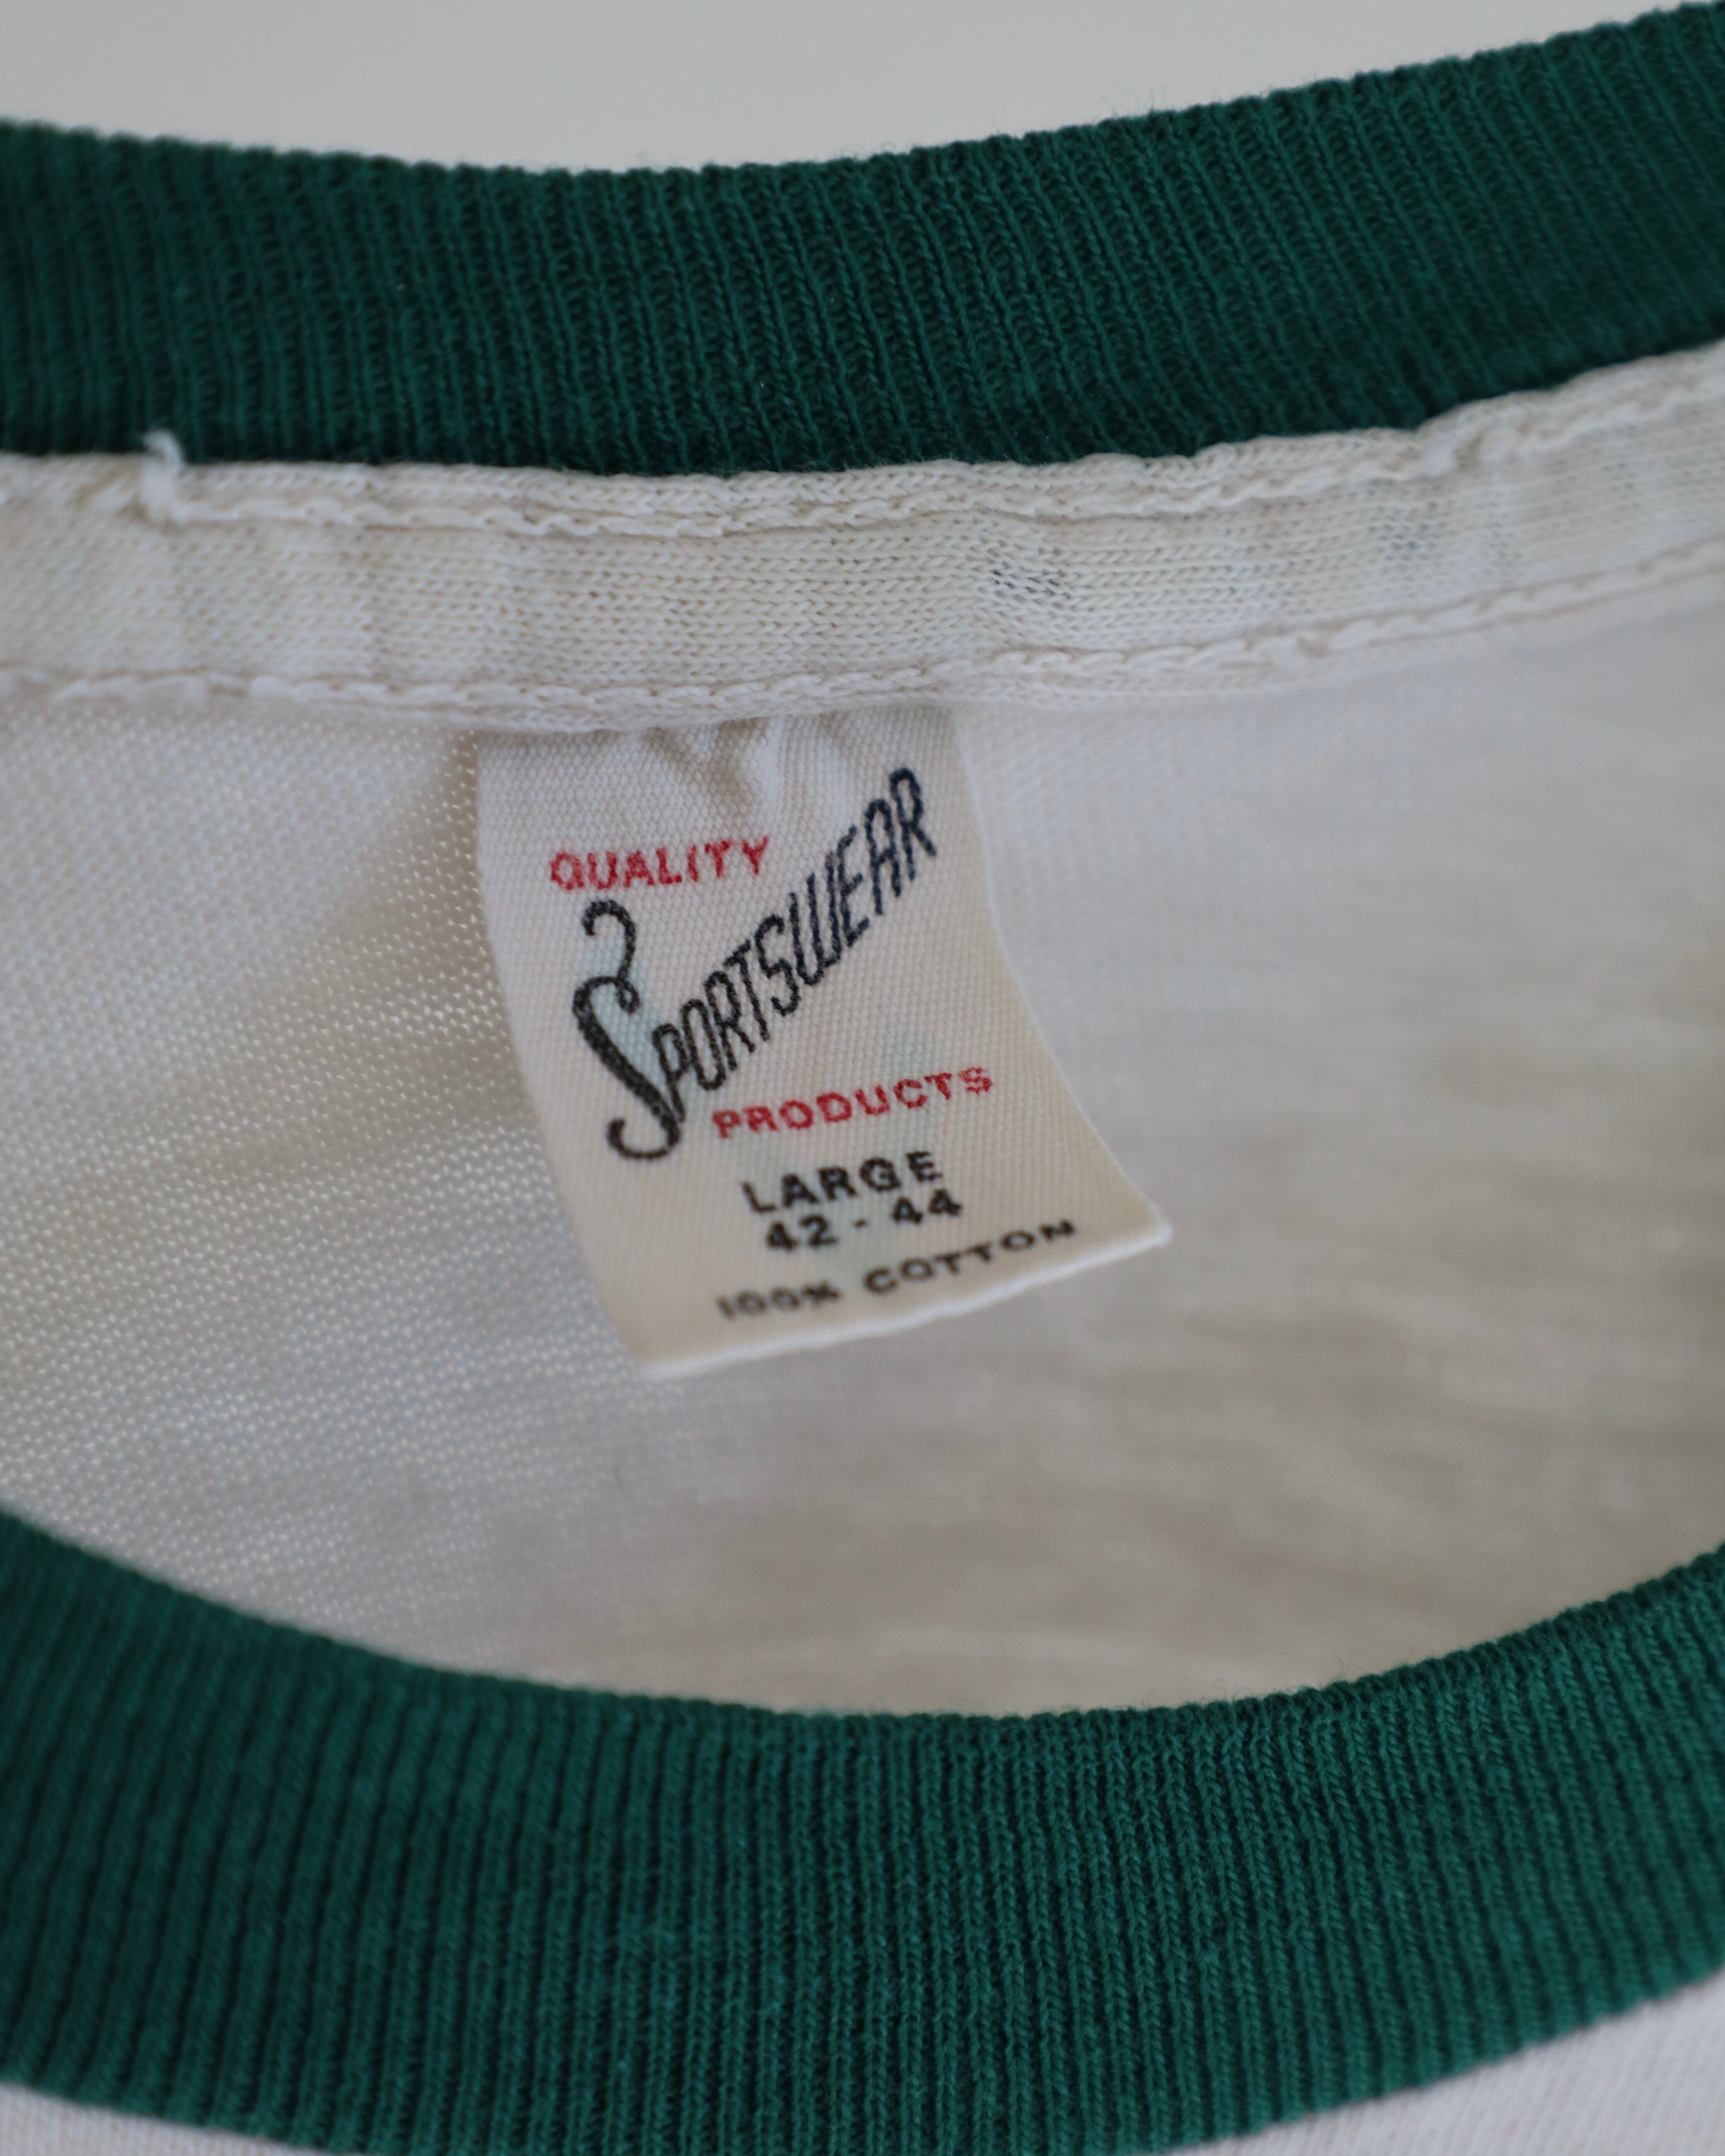 QUALITY
SPORTSWEAR
PRODUCTS
LARGE
42 - 44
100% COTTON